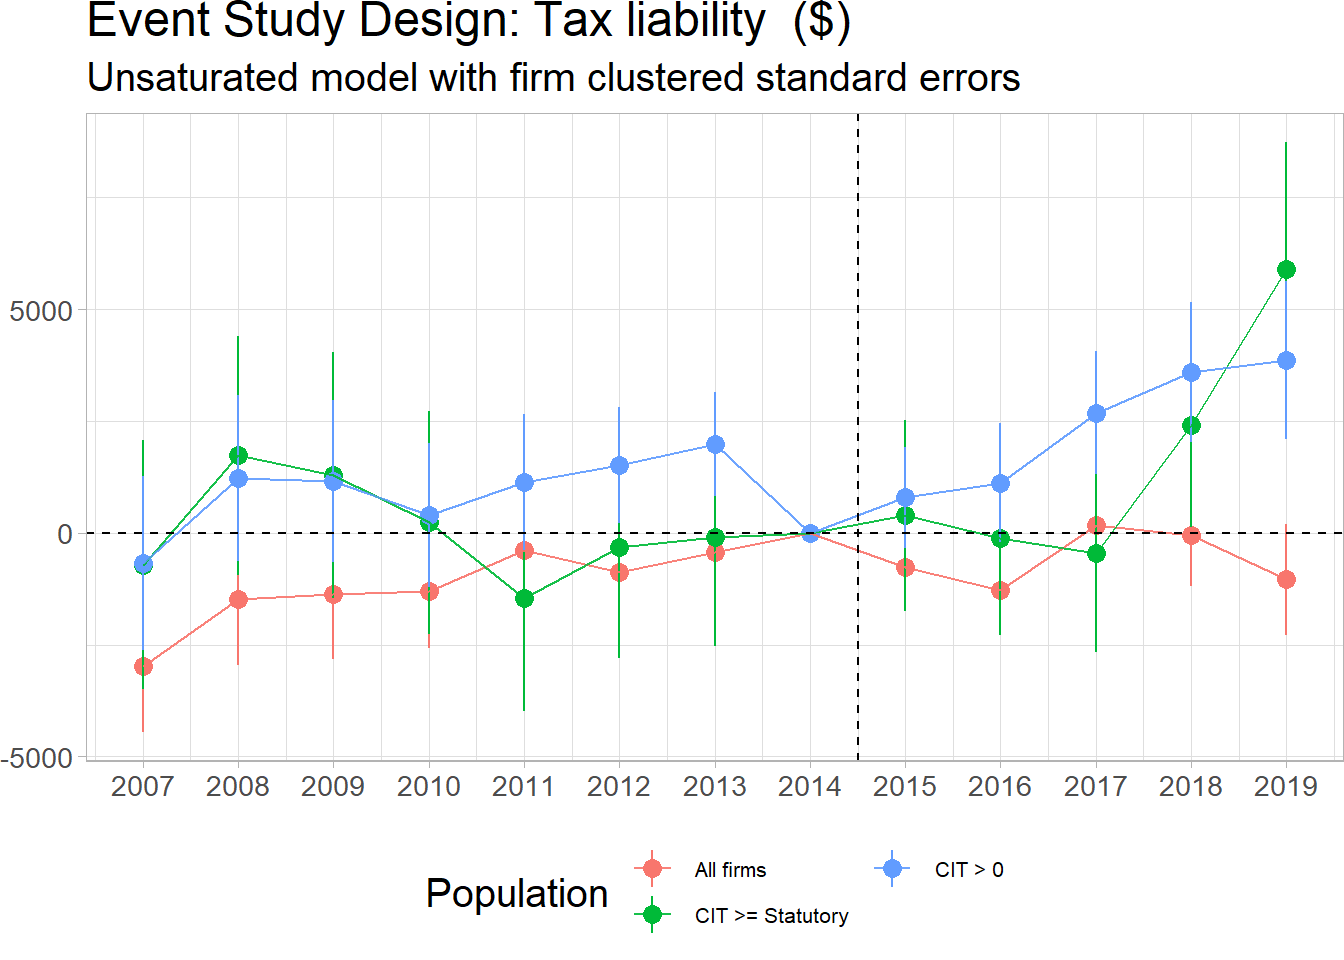 Event Study Design: Tax liability  ($)
Unsaturated model with firm clustered standard errors
5000
0
-5000
2007 2008 2009 2010 2011 2012 2013 2014 2015 2016 2017 2018 2019
Population
All firms
CIT > 0
CIT >= Statutory